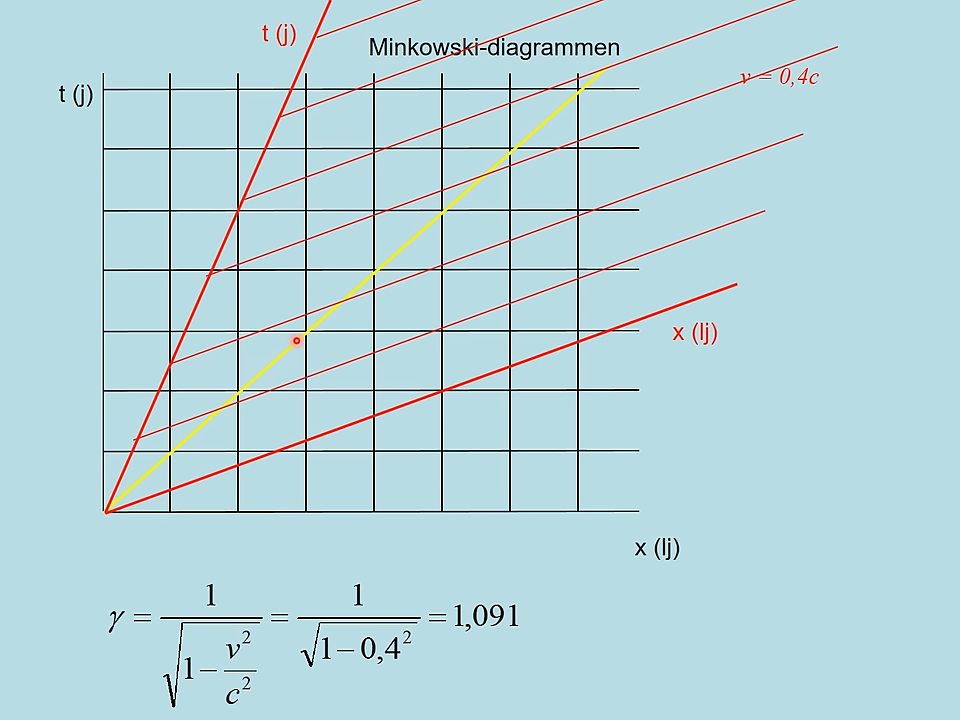 t (j)
Minkowski-diagrammen
v = 0,4c
t (j)
x (lj)
x (lj)
γ = 1 / √(1 − v²/c²) = 1 / √(1 − 0,4²) = 1,091